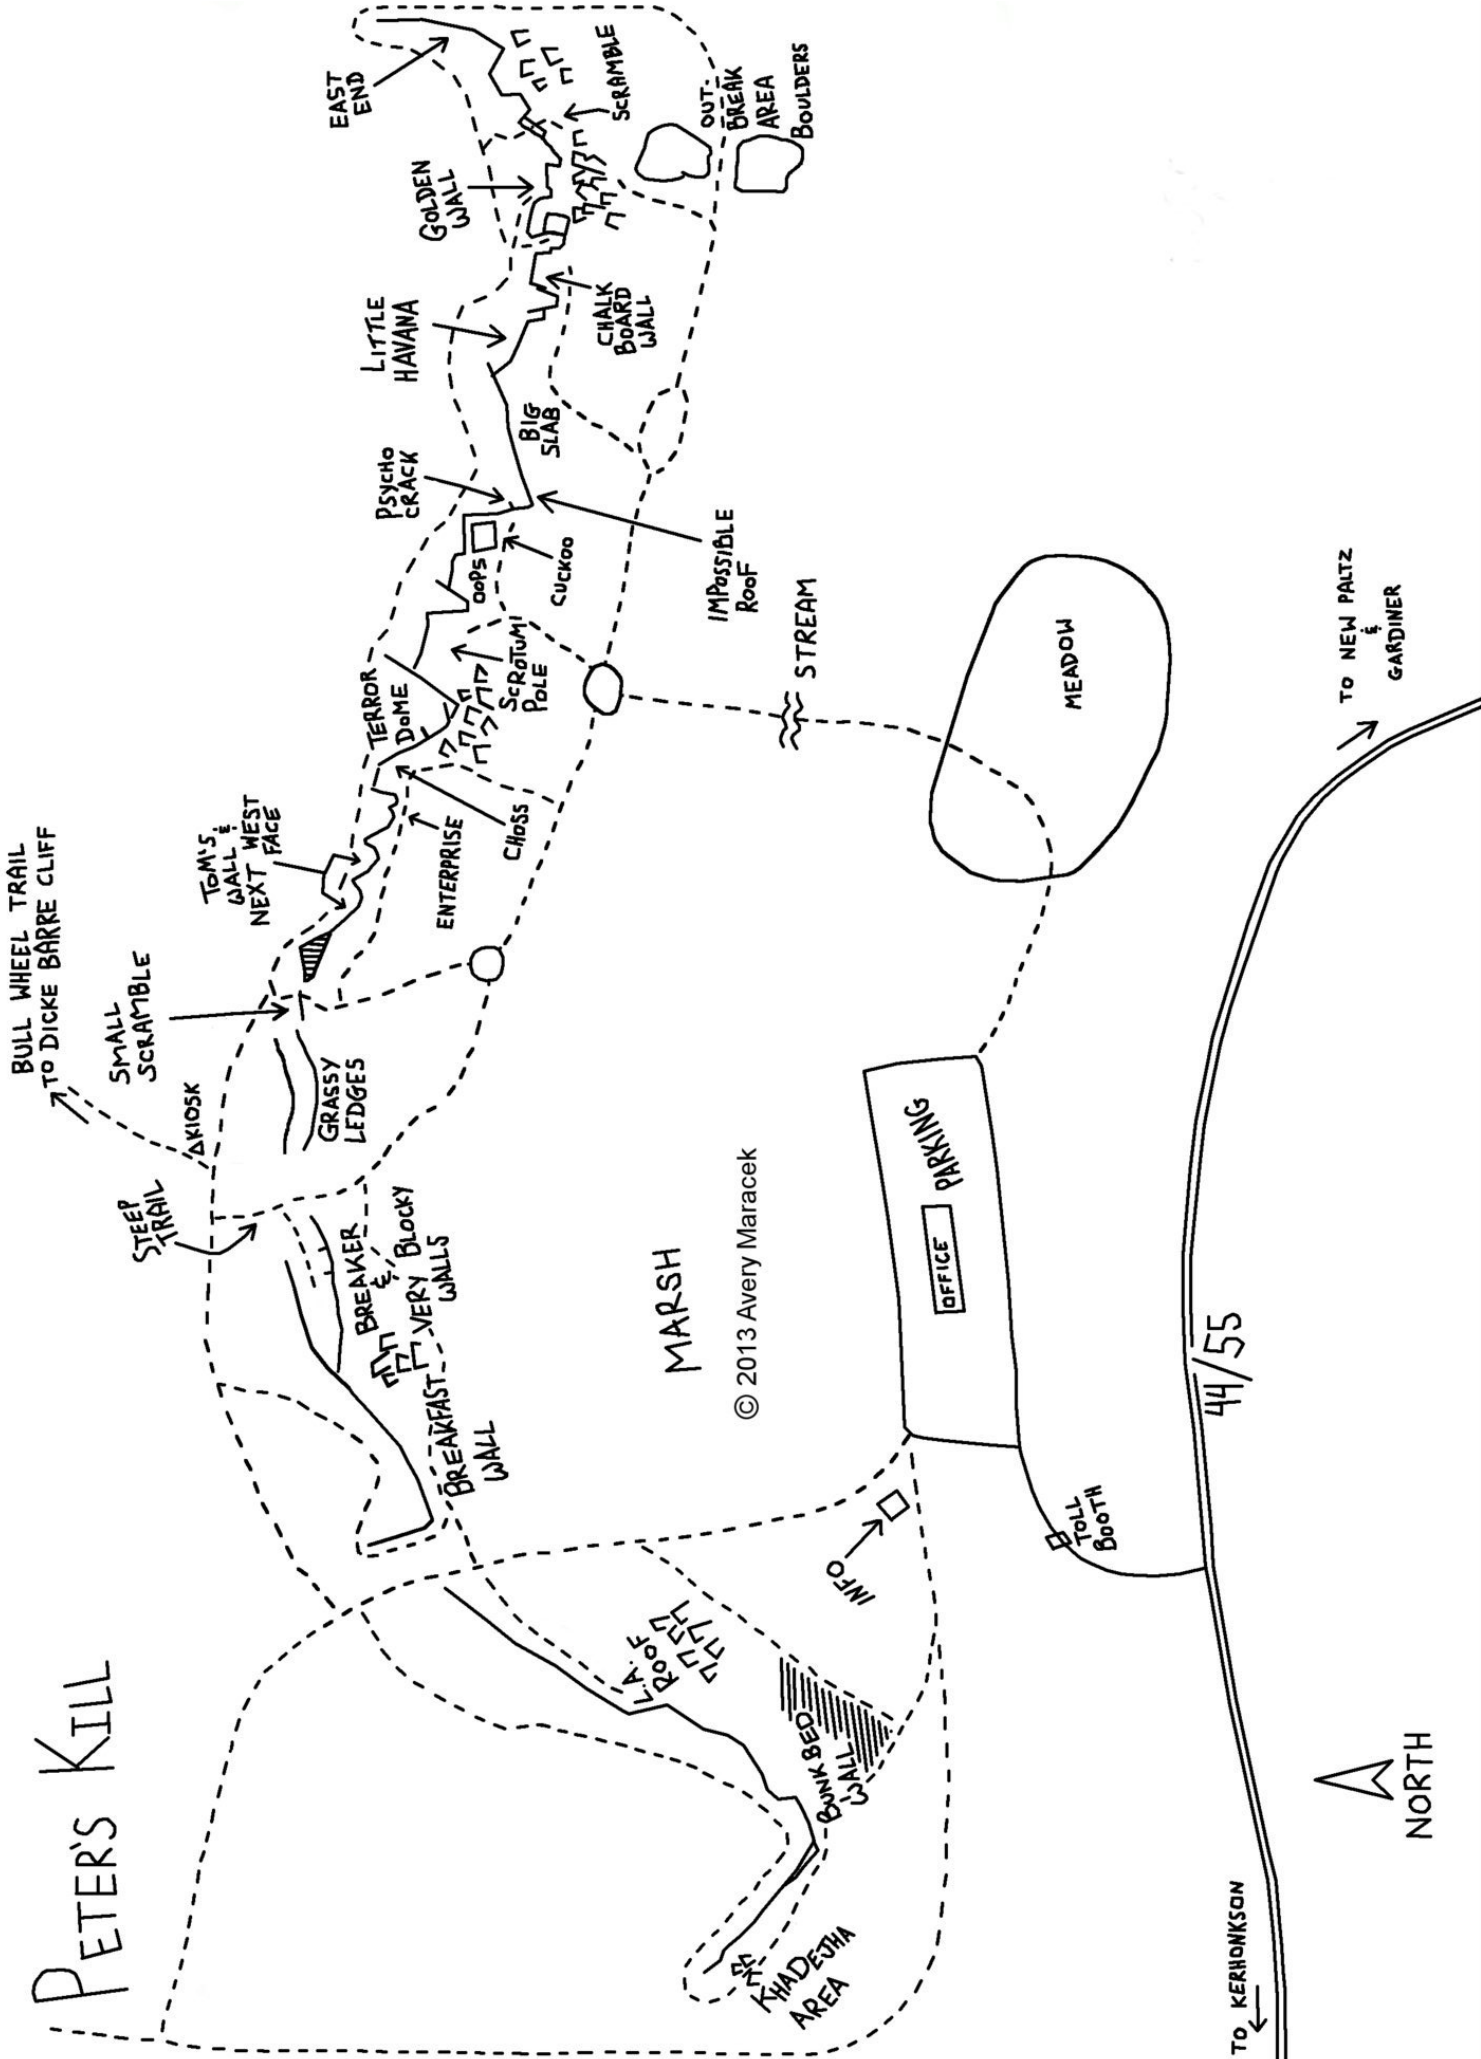 PETER'S KILL
BULL WHEEL TRAIL
TO DICKE BARRE CLIFF
SMALL
SCRAMBLE
KIOSK
STEEP
TRAIL
GRASSY
LEDGES
TOM'S
WALL &
NEXT WEST
FACE
ENTERPRISE
CHOSS
TERROR
DOME
SCROTUM
POLE
OOPS
CUCKOO
PSYCHO
CRACK
IMPOSSIBLE
ROOF
BIG
SLAB
LITTLE
HAVANA
CHALK
BOARD
WALL
GOLDEN
WALL
EAST
END
SCRAMBLE
OUT-
BREAK
AREA
BOULDERS
BREAKER
&
VERY BLOCKY
WALLS
BREAKFAST
WALL
L.A.
ROOF
BUNKBED
WALL
KHADEJHA
AREA
INFO
MARSH
© 2013 Avery Maracek
STREAM
MEADOW
PARKING
OFFICE
TOLL
BOOTH
44/55
TO NEW PALTZ
&
GARDINER
TO KERHONKSON
NORTH